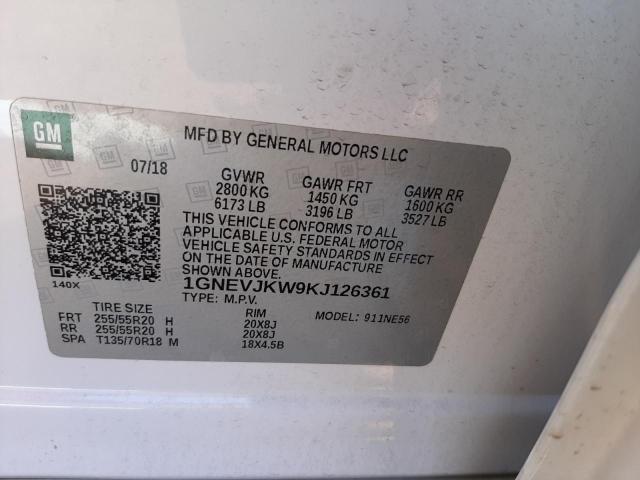 GM
MFD BY GENERAL MOTORS LLC
07/18
GVWR GAWR FRT GAWR RR
2800 KG 1450 KG 1600 KG
6173 LB 3196 LB 3527 LB
THIS VEHICLE CONFORMS TO ALL
APPLICABLE U.S. FEDERAL MOTOR
VEHICLE SAFETY STANDARDS IN EFFECT
ON THE DATE OF MANUFACTURE
SHOWN ABOVE.
140X
1GNEVJKW9KJ126361
TYPE: M.P.V.
TIRE SIZE RIM MODEL: 911NE56
FRT 255/55R20 H 20X8J
RR 255/55R20 H 20X8J
SPA T135/70R18 M 18X4.5B